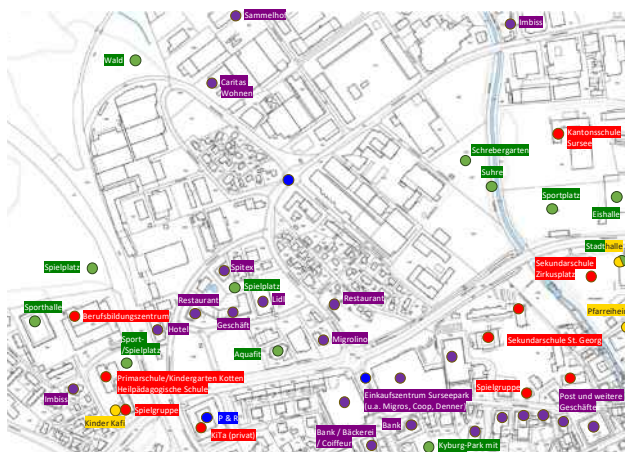 Sammelhof
Imbiss
Wald
Caritas
Wohnen
Kantonsschule
Sursee
Schrebergarten
Suhre
Sportplatz
Eishalle
Stadthalle
Spielplatz
Spitex
Sekundarschule
Zirkusplatz
Spielplatz
Sporthalle
Restaurant
Lidl
Restaurant
Berufsbildungszentrum
Geschäft
Pfarreiheim
Hotel
Migrolino
Sekundarschule St. Georg
Sport-
/Spielplatz
Aquafit
Primarschule/Kindergarten Kotten
Heilpädagogische Schule
Imbiss
Spielgruppe
Einkaufszentrum Surseepark
(u.a. Migros, Coop, Denner)
Post und weitere
Geschäfte
Spielgruppe
Kinder Kafi
P & R
KiTa (privat)
Bank / Bäckerei
/ Coiffeur
Bank
Kyburg-Park mit